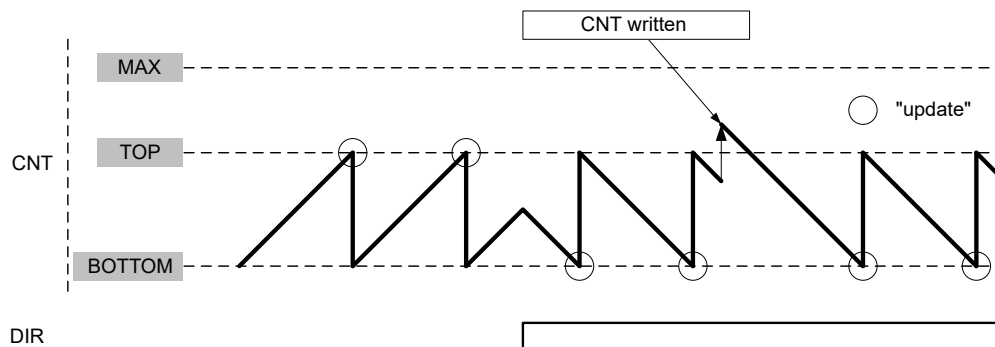 CNT written
MAX
"update"
TOP
CNT
BOTTOM
DIR